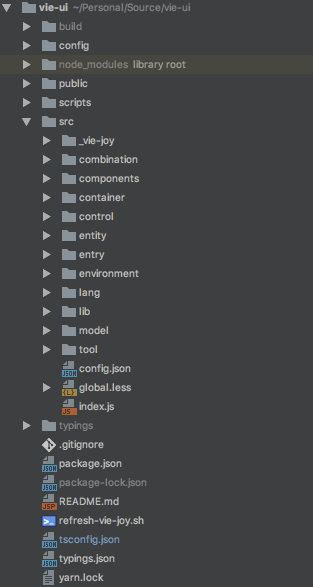 vie-ui ~/Personal/Source/vie-ui
build
config
node_modules library root
public
scripts
src
_vie-joy
combination
components
container
control
entity
entry
environment
lang
lib
model
tool
config.json
global.less
index.js
typings
.gitignore
package.json
package-lock.json
README.md
refresh-vie-joy.sh
tsconfig.json
typings.json
yarn.lock